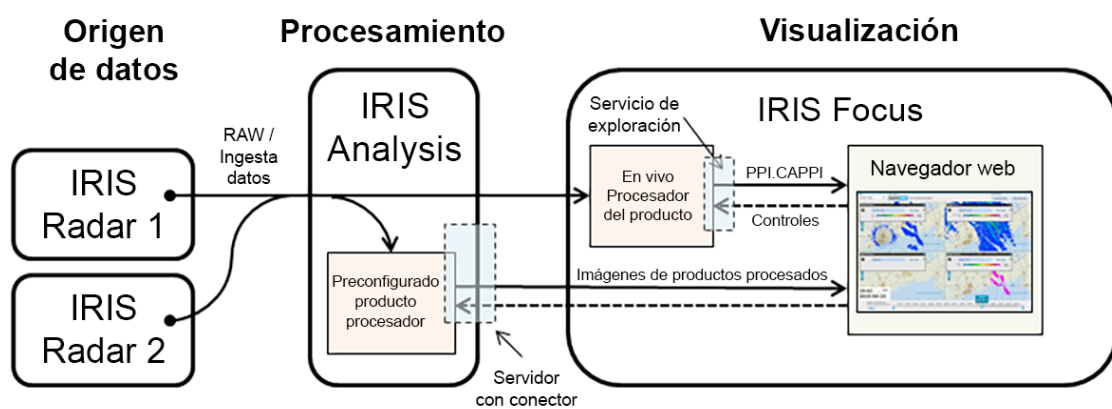 Origen
de datos
Procesamiento
Visualización
IRIS
Radar 1
IRIS
Radar 2
RAW /
Ingesta
datos
IRIS
Analysis
Preconfigurado
producto
procesador
Servidor
con conector
IRIS Focus
Servicio de
exploración
En vivo
Procesador
del producto
PPI.CAPPI
Controles
Imágenes de productos procesados
Navegador web